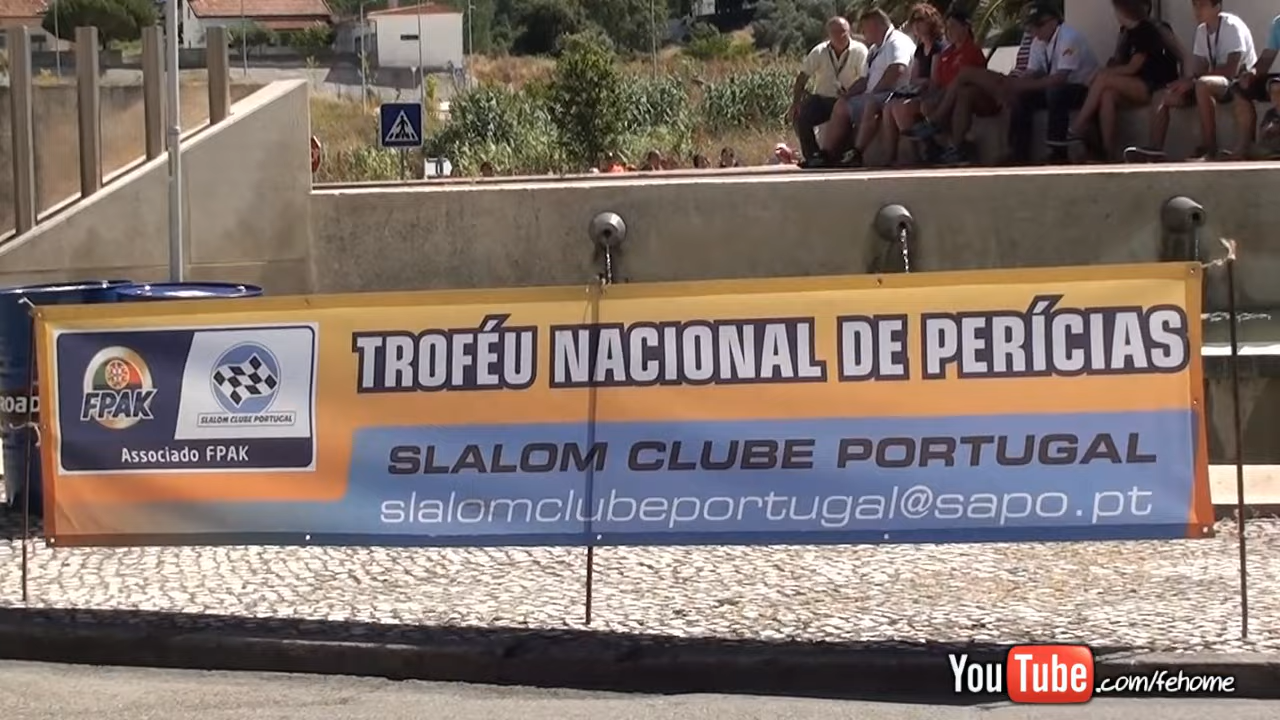 TROFÉU NACIONAL DE PERÍCIAS
FPAK
SLALOM CLUBE PORTUGAL
Associado FPAK
SLALOM CLUBE PORTUGAL
slalomclubeportugal@sapo.pt
ROAD
YouTube.com/fehome